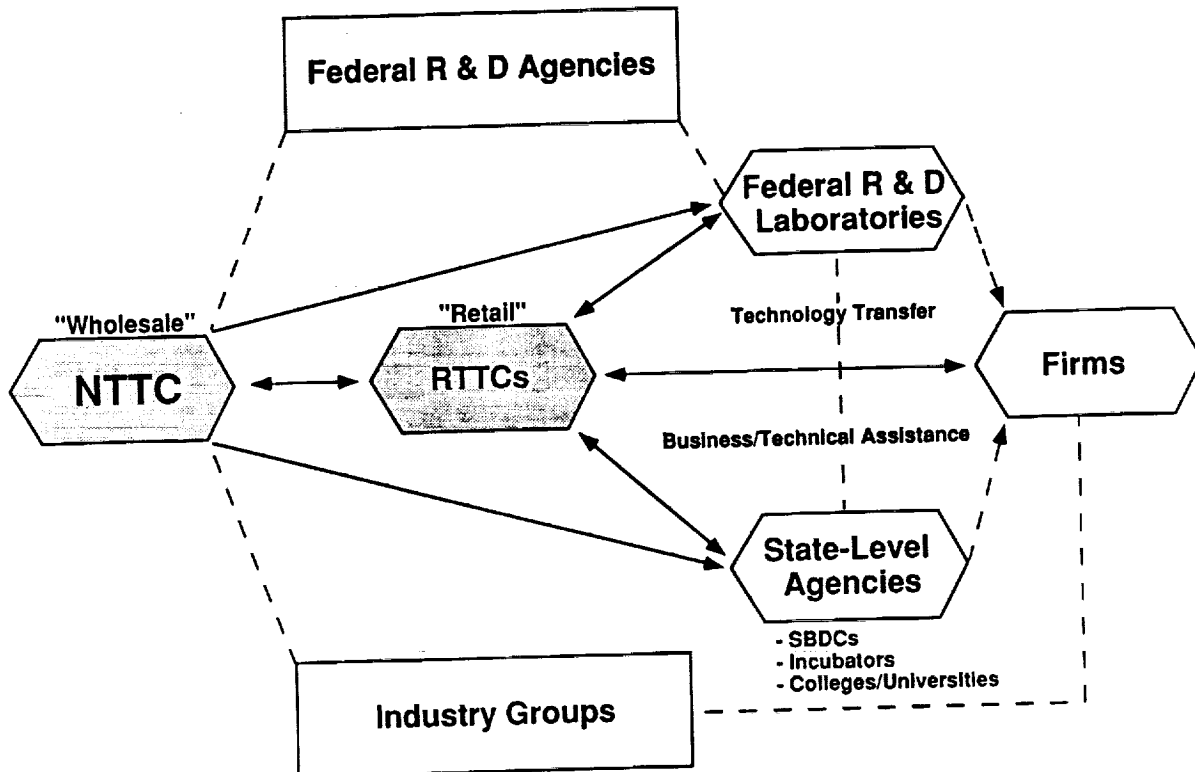 Federal R & D Agencies
Federal R & D
Laboratories
"Wholesale"
"Retail"
Technology Transfer
NTTC
RTTCs
Firms
Business/Technical Assistance
State-Level
Agencies
- SBDCs
- Incubators
- Colleges/Universities
Industry Groups